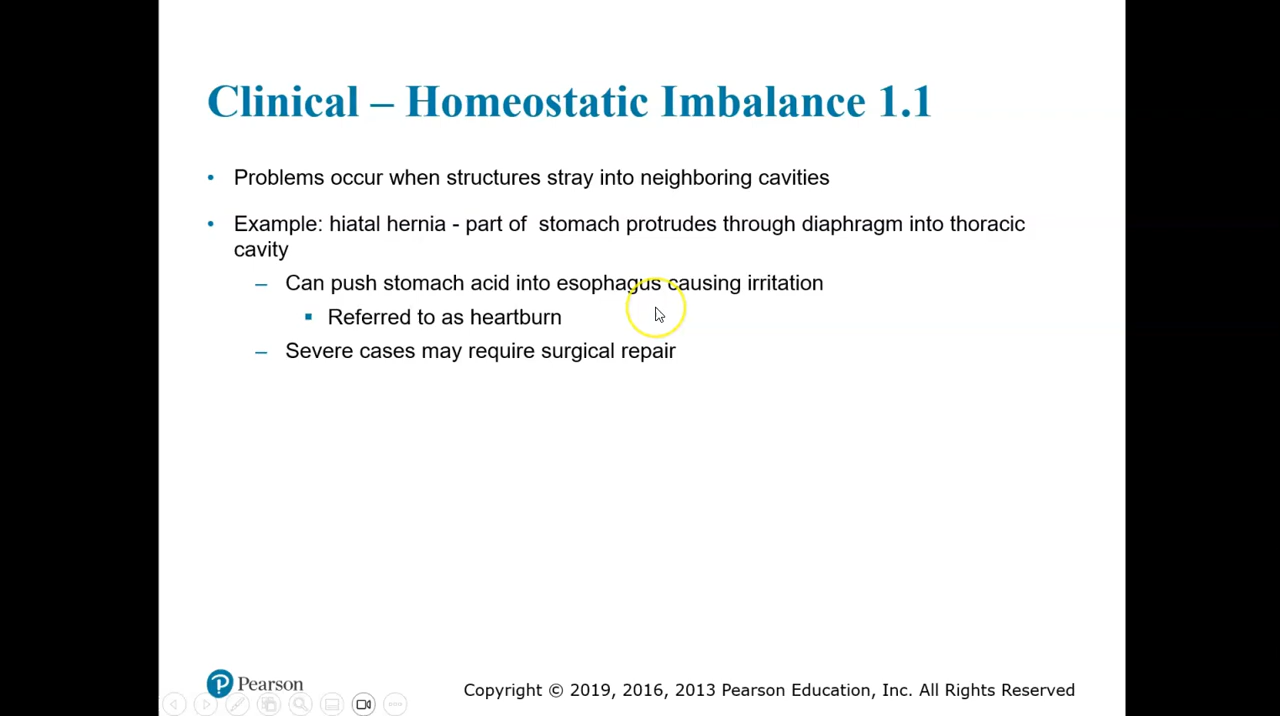 Clinical – Homeostatic Imbalance 1.1
• Problems occur when structures stray into neighboring cavities
• Example: hiatal hernia - part of  stomach protrudes through diaphragm into thoracic
cavity
– Can push stomach acid into esophagus causing irritation
▪ Referred to as heartburn
– Severe cases may require surgical repair
Pearson
Copyright © 2019, 2016, 2013 Pearson Education, Inc. All Rights Reserved